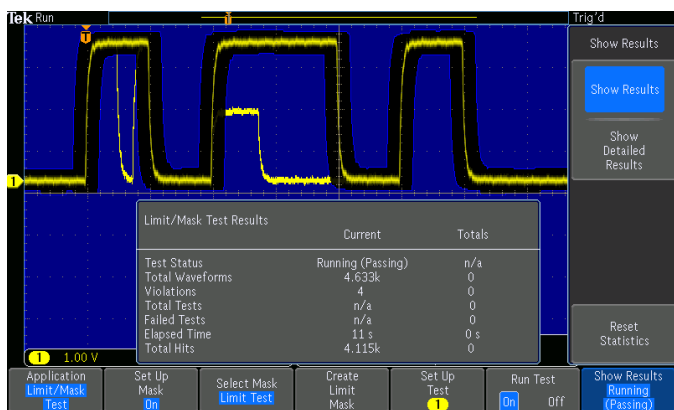 Tek Run
Trig'd
T
T
Show Results
Show Results
Show
Detailed
Results
1
Limit/Mask Test Results
Current Totals
Test Status Running (Passing) n/a
Total Waveforms 4.633k 0
Violations 4 0
Total Tests n/a 0
Failed Tests n/a 0
Elapsed Time 11 s 0 s
Total Hits 4.115k 0
Reset
Statistics
1 1.00 V
Application
Limit/Mask
Test
Set Up
Mask
On
Select Mask
Limit Test
Create
Limit
Mask
Set Up
Test
1
Run Test
On Off
Show Results
Running
(Passing)